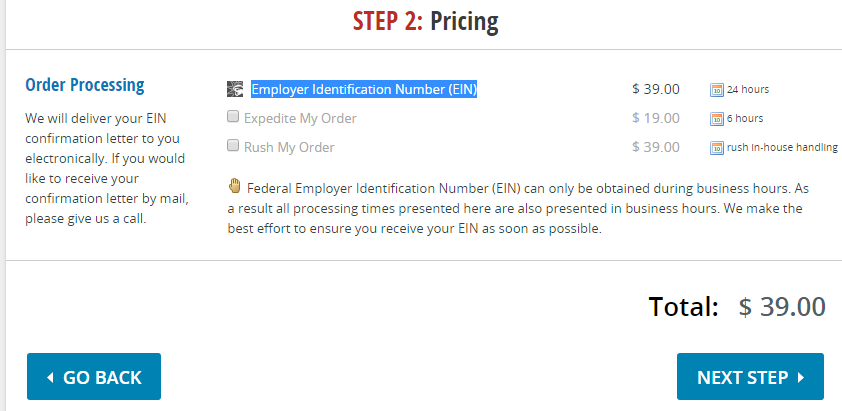 STEP 2: Pricing
Order Processing
We will deliver your EIN
confirmation letter to you
electronically. If you would
like to receive your
confirmation letter by mail,
please give us a call.
Employer Identification Number (EIN) $ 39.00 24 hours
Expedite My Order $ 19.00 6 hours
Rush My Order $ 39.00 rush in-house handling
Federal Employer Identification Number (EIN) can only be obtained during business hours. As
a result all processing times presented here are also presented in business hours. We make the
best effort to ensure you receive your EIN as soon as possible.
Total: $ 39.00
GO BACK
NEXT STEP